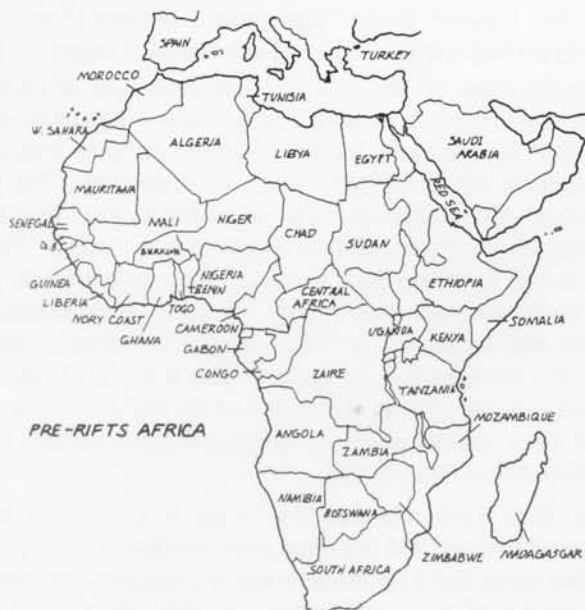 SPAIN
TURKEY
MOROCCO
TUNISIA
W. SAHARA
ALGERIA
LIBYA
EGYPT
SAUDI
ARABIA
RED SEA
MAURITANA
MALI
NIGER
CHAD
SUDAN
SENEGAL
G.B.
BURKINA
NIGERIA
BENIN
GUINEA
LIBERIA
IVORY COAST
GHANA
TOGO
CENTRAL
AFRICA
ETHIOPIA
SOMALIA
CAMEROON
GABON
CONGO
UGANDA
KENYA
ZAIRE
TANZANIA
PRE-RIFTS AFRICA
ANGOLA
ZAMBIA
MOZAMBIQUE
NAMIBIA
BOTSWANA
ZIMBABWE
MADAGASGAR
SOUTH AFRICA